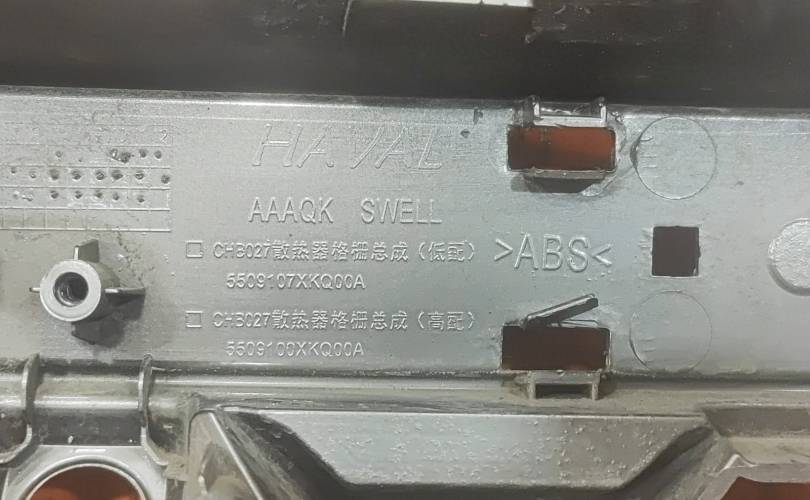 HAVAL
AAAQK SWELL
CHB027散热器格栅总成（低配）
5509107XKQ00A
>ABS<
CHB027散热器格栅总成（高配）
5509100XKQ00A